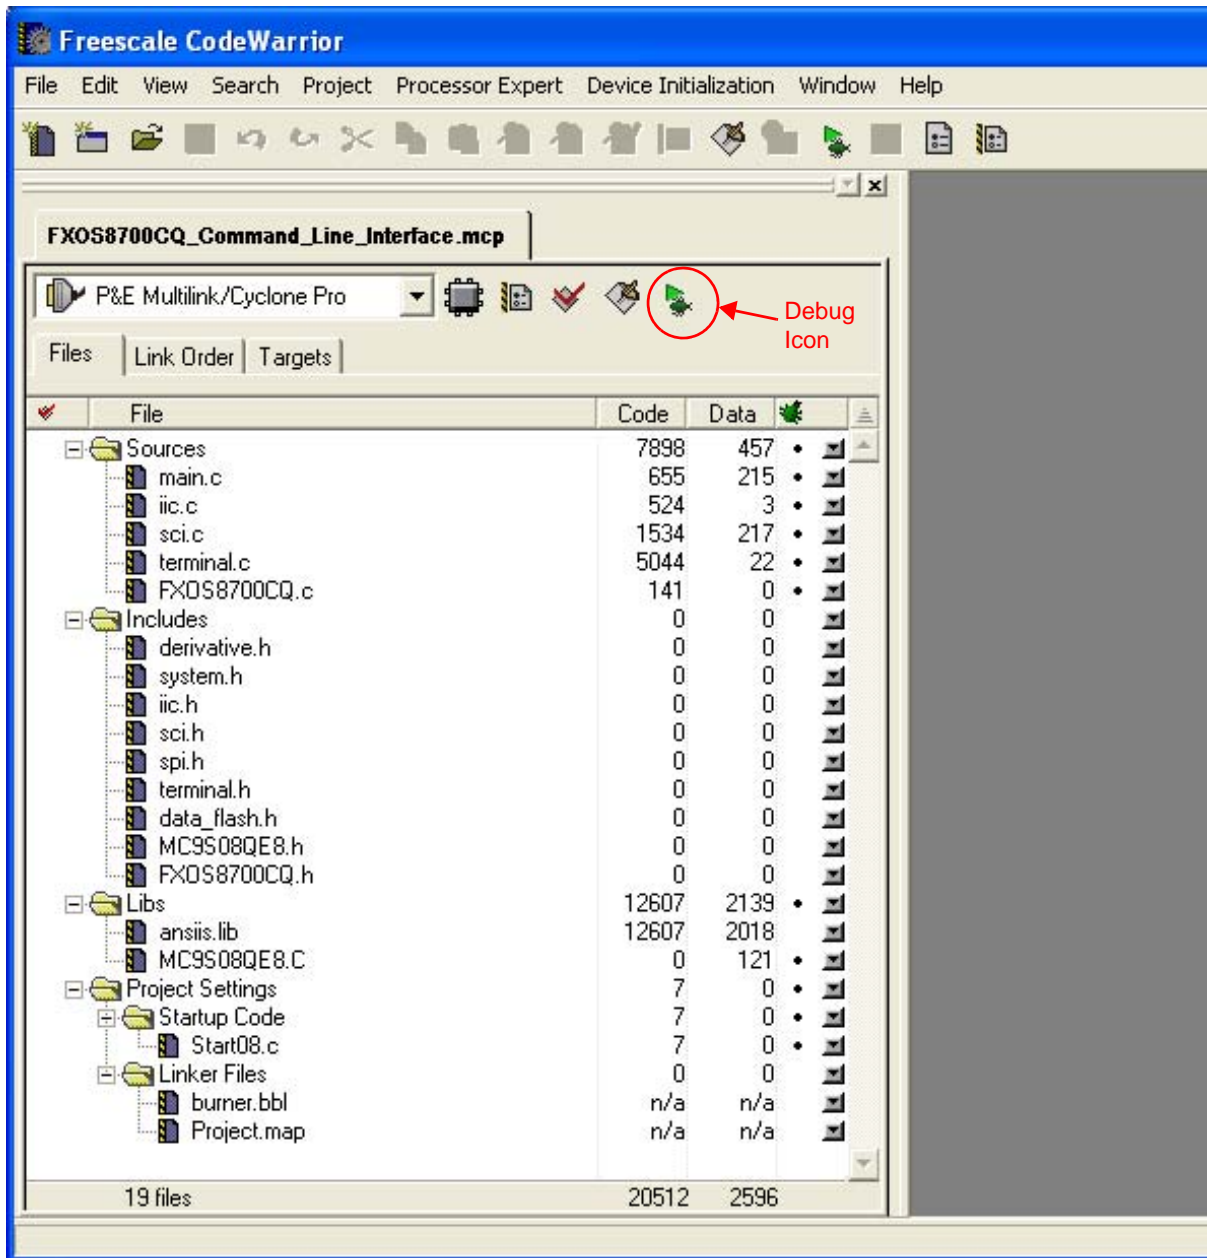 Freescale CodeWarrior
File Edit View Search Project Processor Expert Device Initialization Window Help
FXOS8700CQ_Command_Line_Interface.mcp
P&E Multilink/Cyclone Pro
Debug
Icon
Files Link Order Targets
File Code Data
Sources 7898 457
main.c 655 215
iic.c 524 3
sci.c 1534 217
terminal.c 5044 22
FXOS8700CQ.c 141 0
Includes 0 0
derivative.h 0 0
system.h 0 0
iic.h 0 0
sci.h 0 0
spi.h 0 0
terminal.h 0 0
data_flash.h 0 0
MC9S08QE8.h 0 0
FXOS8700CQ.h 0 0
Libs 12607 2139
ansiis.lib 12607 2018
MC9S08QE8.C 0 121
Project Settings 7 0
Startup Code 7 0
Start08.c 7 0
Linker Files 0 0
burner.bbl n/a n/a
Project.map n/a n/a
19 files 20512 2596